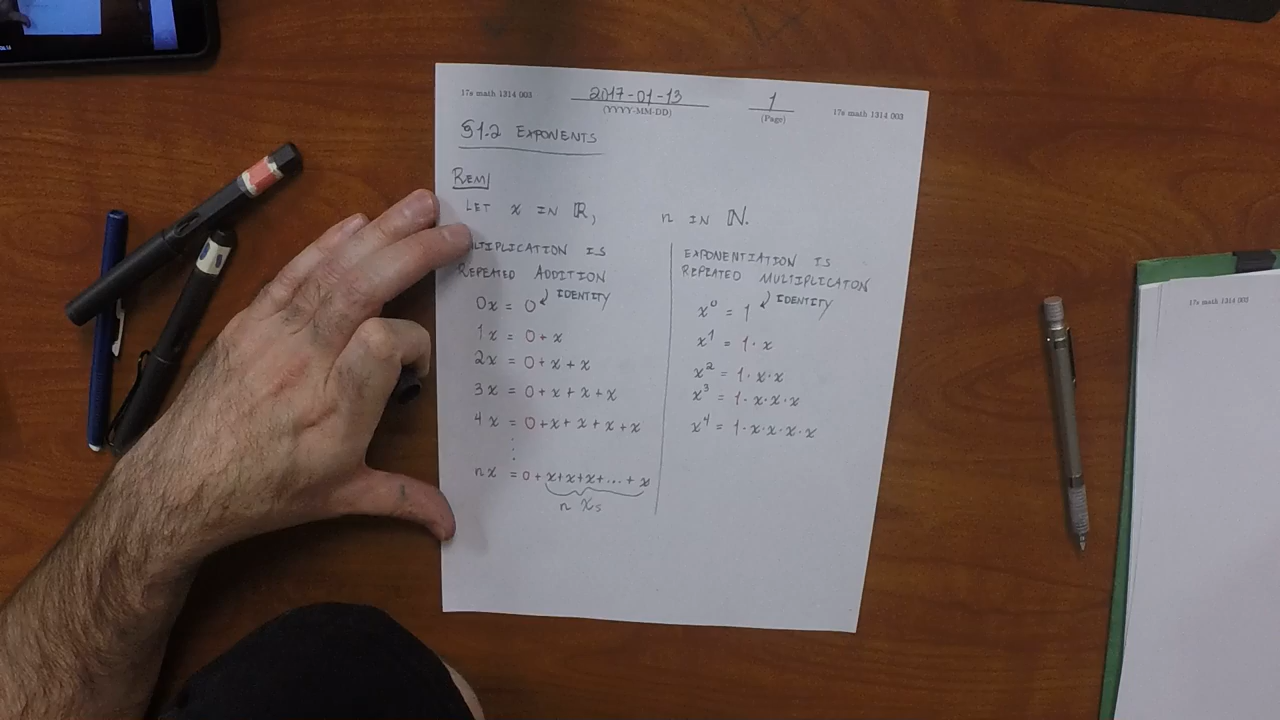 17s math 1314 003
2017-01-13
(YYYY-MM-DD)
1
(Page)
17s math 1314 003
§1.2 EXPONENTS
REM
LET x IN ℝ, n IN ℕ.
LTIPLICATION IS
REPEATED ADDITION
IDENTITY
0x = 0
1x = 0+x
2x = 0+x+x
3x = 0+x+x+x
4x = 0+x+x+x+x
⋮
nx = 0+x+x+x+...+x
n xs
EXPONENTIATION IS
REPEATED MULTIPLICATON
IDENTITY
x⁰ = 1
x¹ = 1·x
x² = 1·x·x
x³ = 1·x·x·x
x⁴ = 1·x·x·x·x
17s math 1314 003